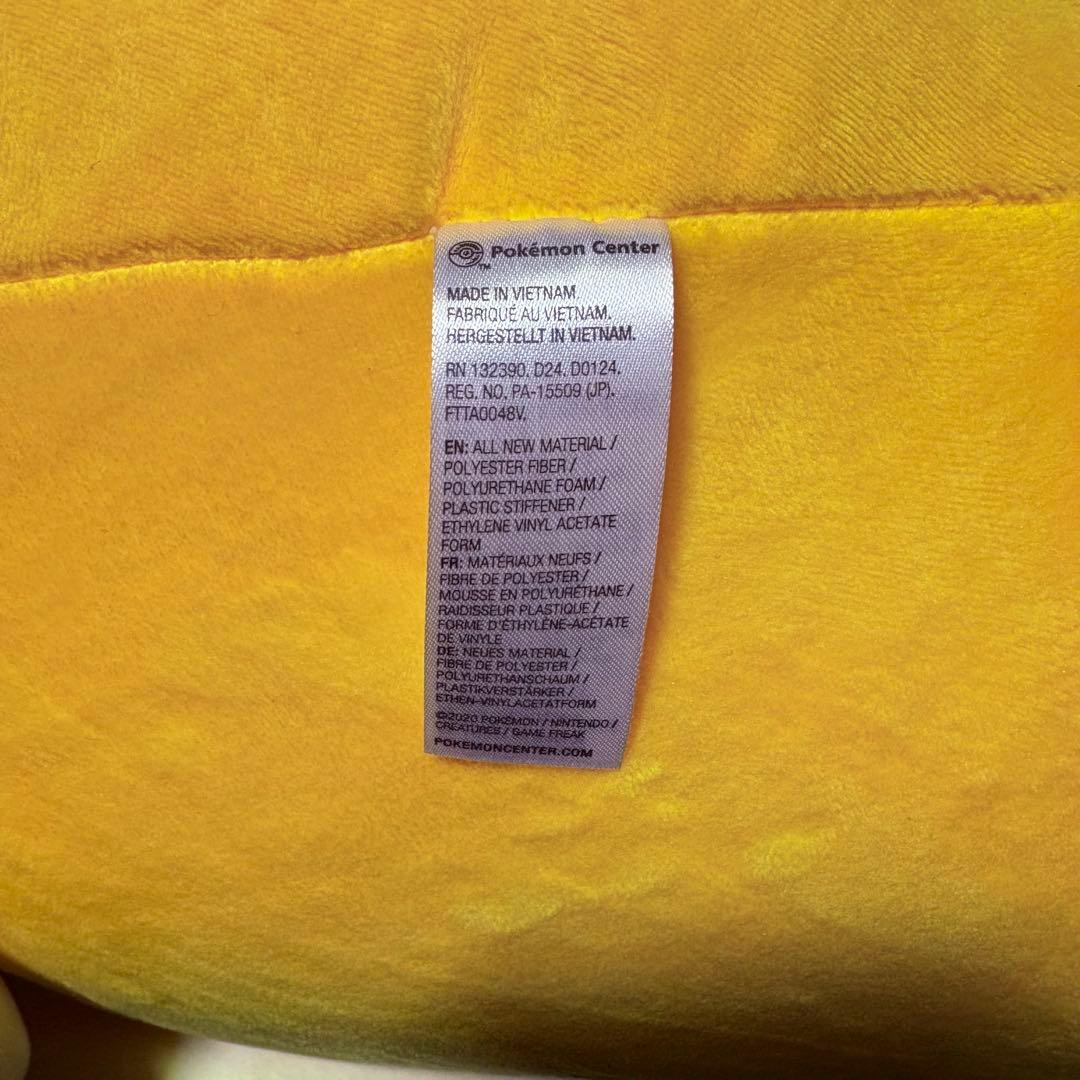 Pokémon Center
TM
MADE IN VIETNAM.
FABRIQUÉ AU VIETNAM.
HERGESTELLT IN VIETNAM.
RN 132390. D24. D0124.
REG. NO. PA-15509 (JP).
FTTA0048V.
EN: ALL NEW MATERIAL /
POLYESTER FIBER /
POLYURETHANE FOAM /
PLASTIC STIFFENER /
ETHYLENE VINYL ACETATE
FORM
FR: MATÉRIAUX NEUFS /
FIBRE DE POLYESTER /
MOUSSE EN POLYURÉTHANE /
RAIDISSEUR PLASTIQUE /
FORME D'ÉTHYLÈNE-ACÉTATE
DE VINYLE
DE: NEUES MATERIAL /
FIBRE DE POLYESTER /
POLYURETHANSCHAUM /
PLASTIKVERSTÄRKER /
ETHEN-VINYLACETATFORM
©2020 POKÉMON / NINTENDO /
CREATURES / GAME FREAK
POKEMONCENTER.COM